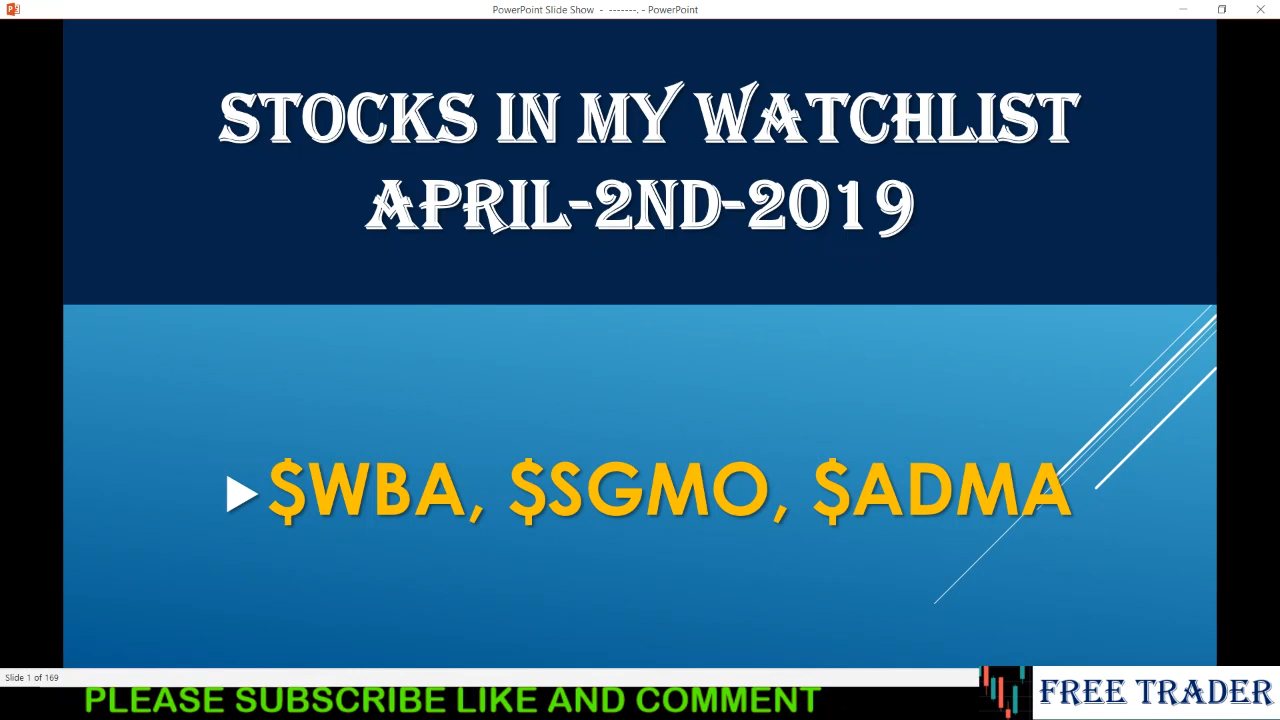 PowerPoint Slide Show - -------. - PowerPoint
STOCKS IN MY WATCHLIST
APRIL-2ND-2019
$WBA, $SGMO, $ADMA
Slide 1 of 169
PLEASE SUBSCRIBE LIKE AND COMMENT
FREE TRADER